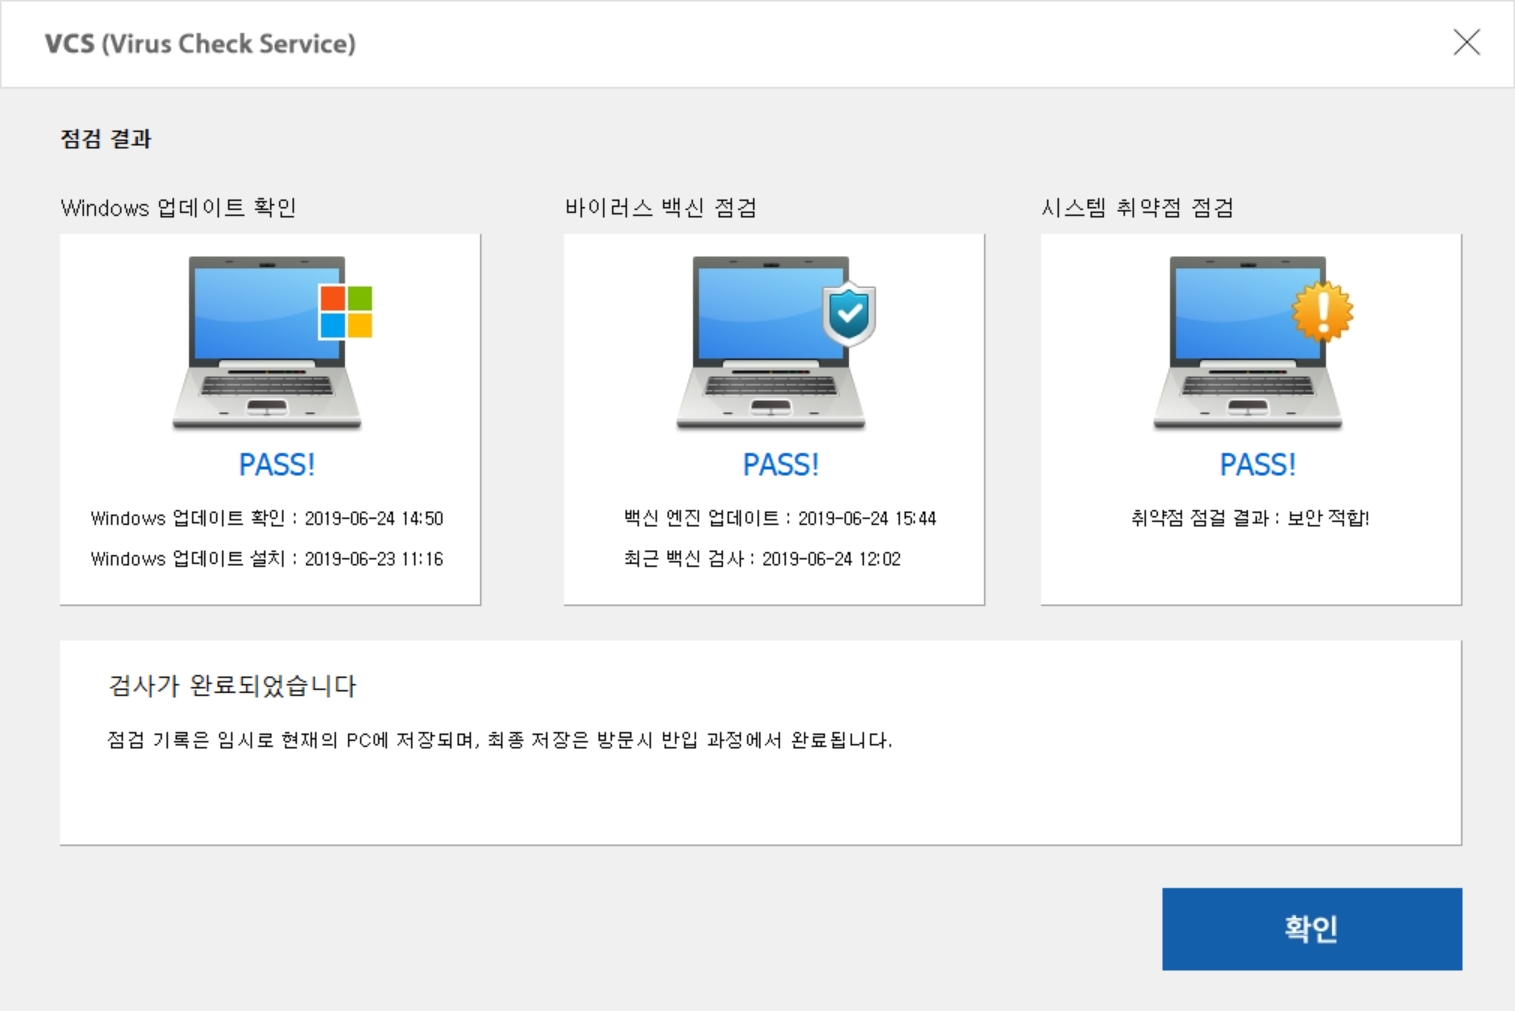 VCS (Virus Check Service)
점검 결과
Windows 업데이트 확인
PASS!
Windows 업데이트 확인 : 2019-06-24 14:50
Windows 업데이트 설치 : 2019-06-23 11:16
바이러스 백신 점검
PASS!
백신 엔진 업데이트 : 2019-06-24 15:44
최근 백신 검사 : 2019-06-24 12:02
시스템 취약점 점검
PASS!
취약점 점검 결과 : 보안 적합!
검사가 완료되었습니다
점검 기록은 임시로 현재의 PC에 저장되며, 최종 저장은 방문시 반입 과정에서 완료됩니다.
확인